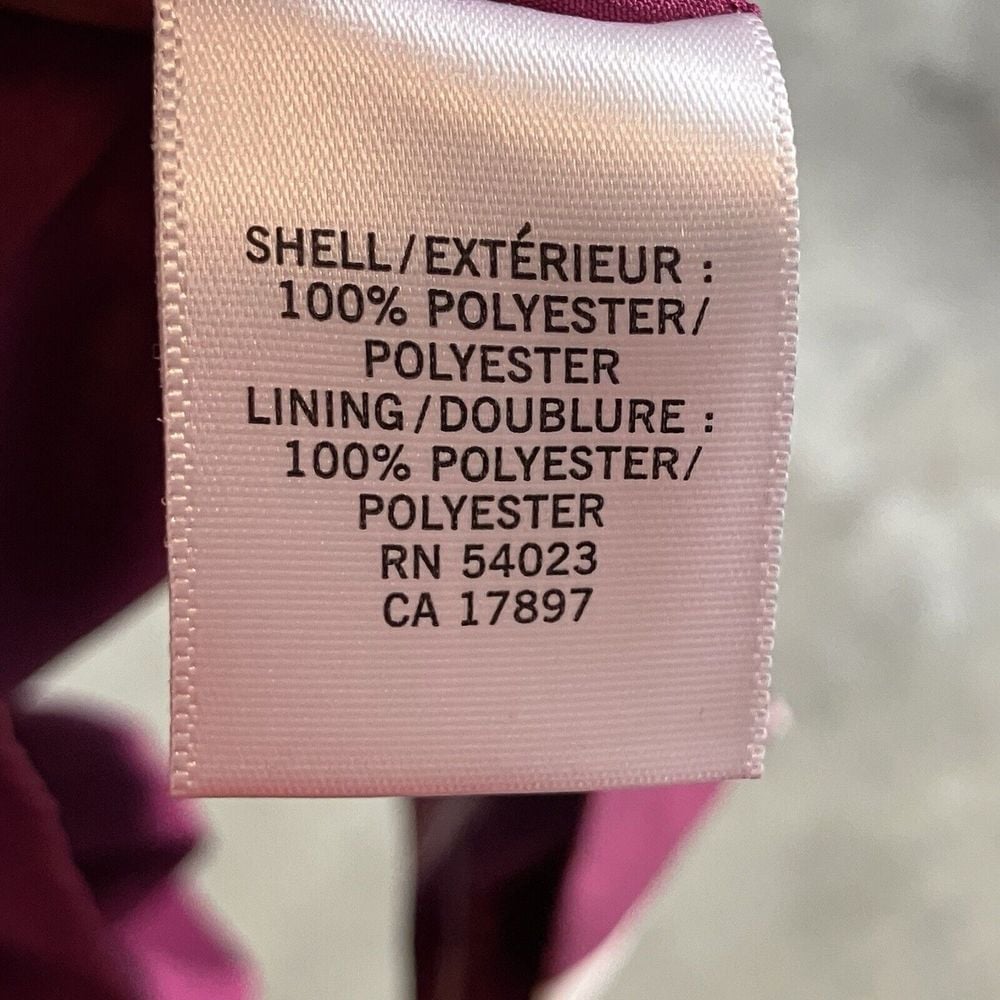 SHELL/EXTÉRIEUR :
100% POLYESTER/
POLYESTER
LINING/DOUBLURE :
100% POLYESTER/
POLYESTER
RN 54023
CA 17897